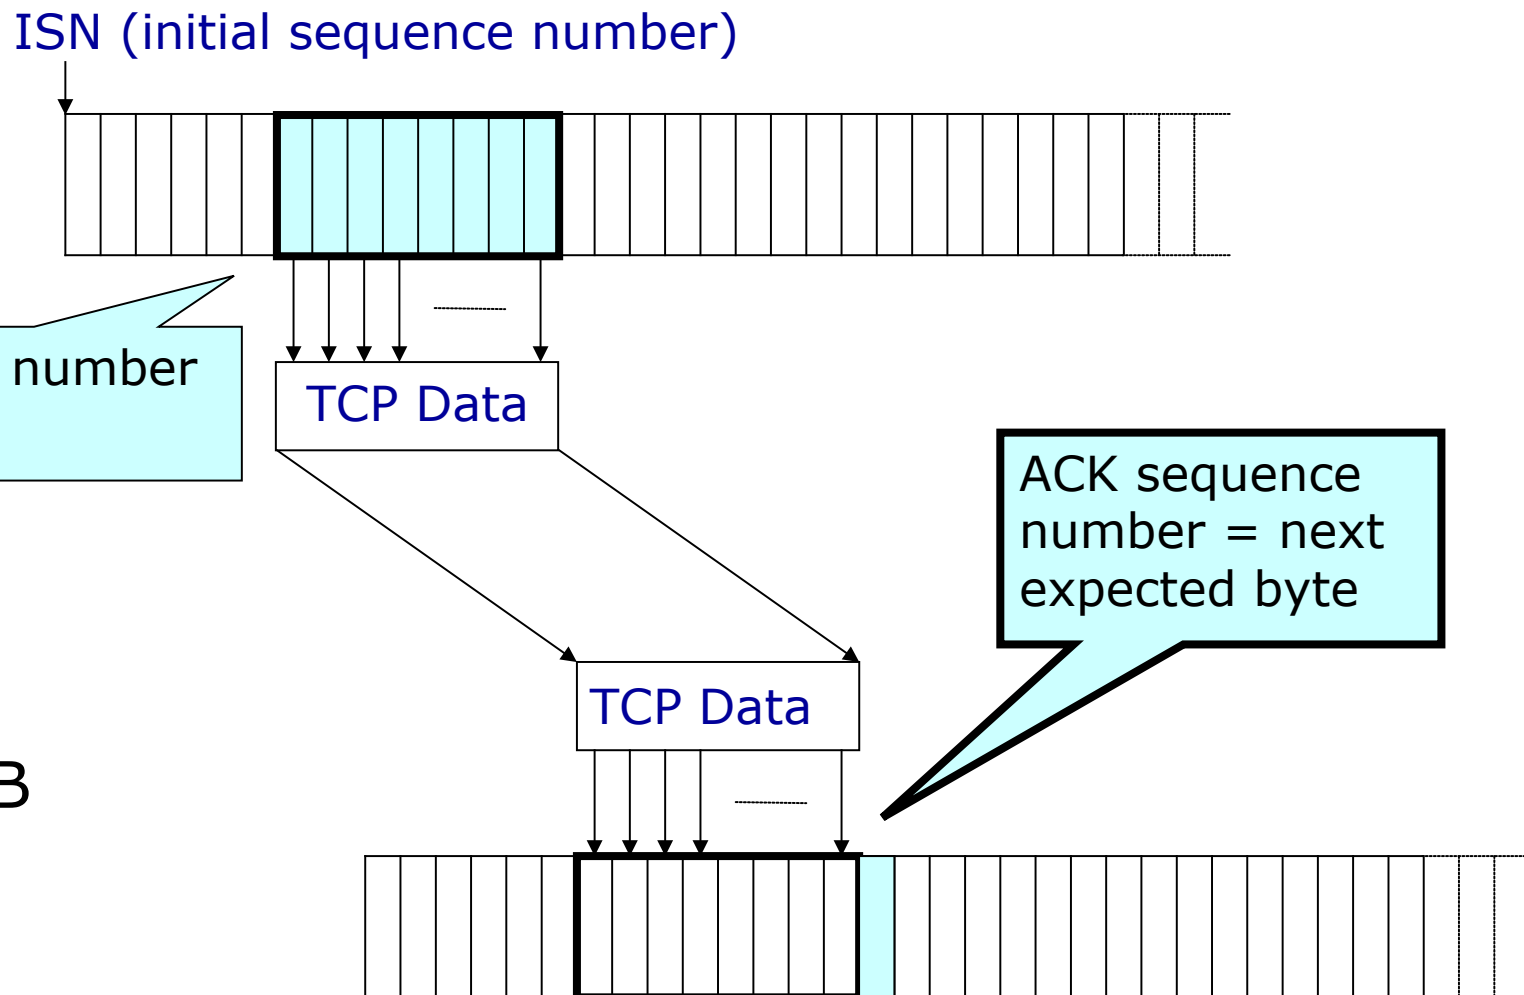 ISN (initial sequence number)
number
TCP Data
ACK sequence
number = next
expected byte
TCP Data
B